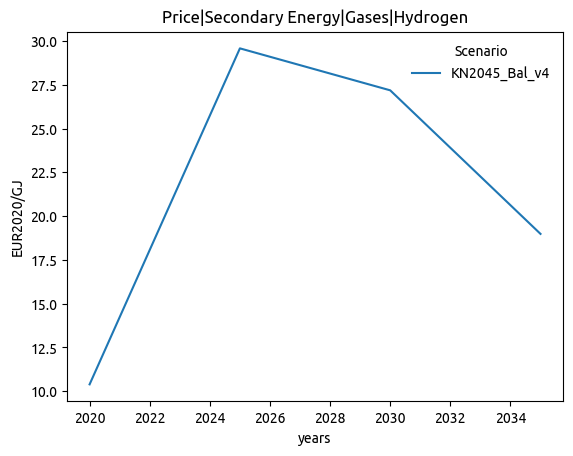 Price|Secondary Energy|Gases|Hydrogen
30.0
27.5
25.0
22.5
20.0
17.5
15.0
12.5
10.0
EUR2020/GJ
Scenario
KN2045_Bal_v4
2020 2022 2024 2026 2028 2030 2032 2034
years